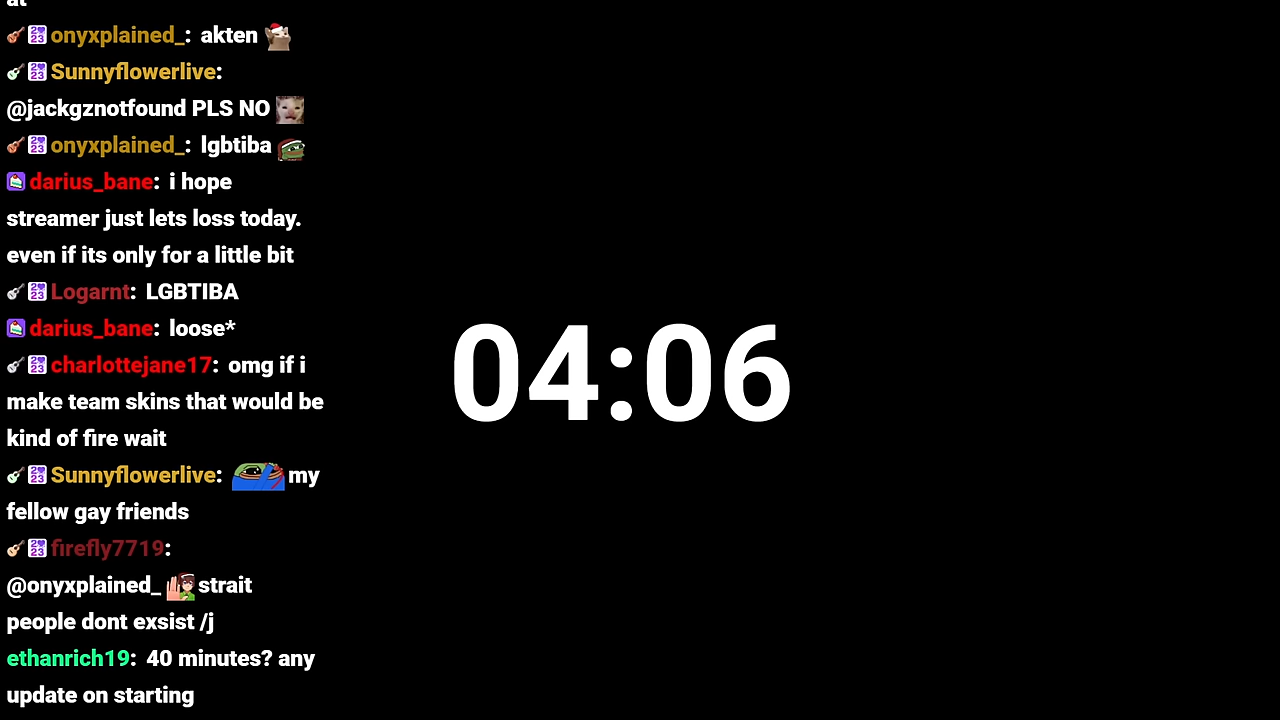 at
onyxplained_: akten
Sunnyflowerlive:
@jackgznotfound PLS NO
onyxplained_: lgbtiba
darius_bane: i hope
streamer just lets loss today.
even if its only for a little bit
Logarnt: LGBTIBA
darius_bane: loose*
charlottejane17: omg if i
make team skins that would be
kind of fire wait
Sunnyflowerlive: my
fellow gay friends
firefly7719:
@onyxplained_ strait
people dont exsist /j
ethanrich19: 40 minutes? any
update on starting
04:06